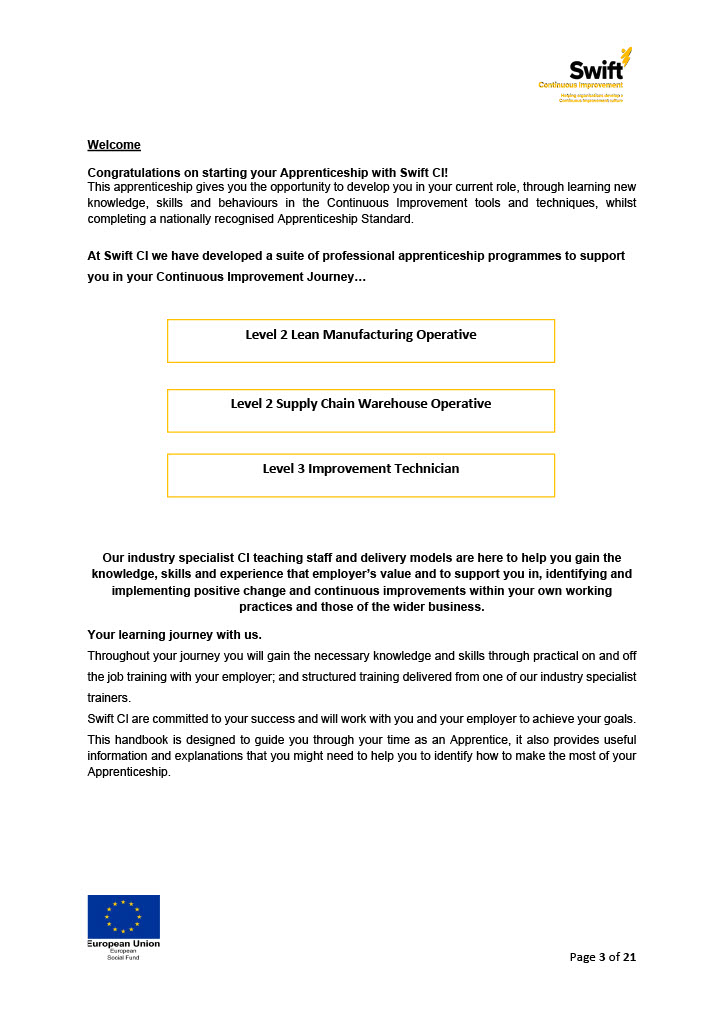 Swift
Continuous Improvement
Helping organisations develop a
Continuous Improvement culture
Welcome
Congratulations on starting your Apprenticeship with Swift CI!
This apprenticeship gives you the opportunity to develop you in your current role, through learning new
knowledge, skills and behaviours in the Continuous Improvement tools and techniques, whilst
completing a nationally recognised Apprenticeship Standard.
At Swift CI we have developed a suite of professional apprenticeship programmes to support
you in your Continuous Improvement Journey…
Level 2 Lean Manufacturing Operative
Level 2 Supply Chain Warehouse Operative
Level 3 Improvement Technician
Our industry specialist CI teaching staff and delivery models are here to help you gain the
knowledge, skills and experience that employer's value and to support you in, identifying and
implementing positive change and continuous improvements within your own working
practices and those of the wider business.
Your learning journey with us.
Throughout your journey you will gain the necessary knowledge and skills through practical on and off
the job training with your employer; and structured training delivered from one of our industry specialist
trainers.
Swift CI are committed to your success and will work with you and your employer to achieve your goals.
This handbook is designed to guide you through your time as an Apprentice, it also provides useful
information and explanations that you might need to help you to identify how to make the most of your
Apprenticeship.
European Union
European
Social Fund
Page 3 of 21